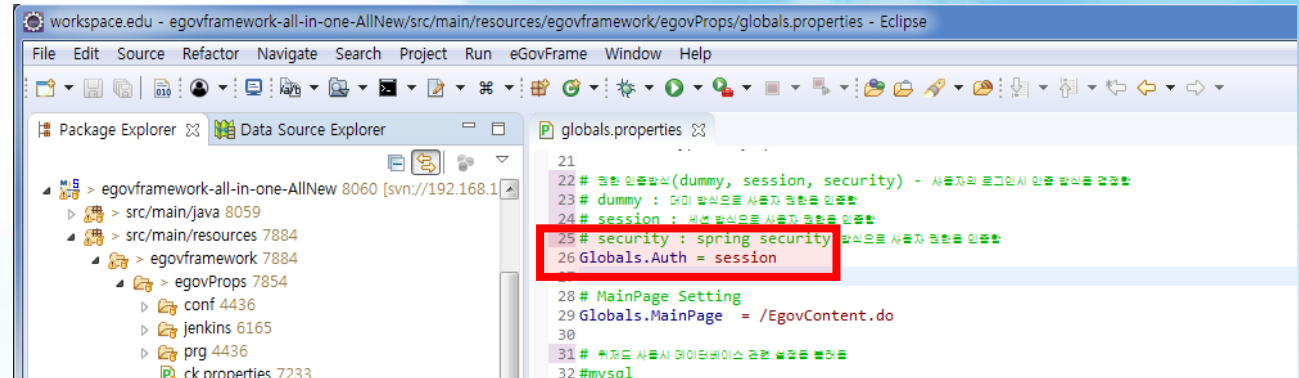 workspace.edu - egovframework-all-in-one-AllNew/src/main/resources/egovframework/egovProps/globals.properties - Eclipse
File Edit Source Refactor Navigate Search Project Run eGovFrame Window Help
Package Explorer Data Source Explorer
> egovframework-all-in-one-AllNew 8060 [svn://192.168.1
> src/main/java 8059
> src/main/resources 7884
> egovframework 7884
> egovProps 7854
conf 4436
jenkins 6165
prg 4436
ck.properties 7233
globals.properties
21
22 # 권한 인증방식(dummy, session, security) - 사용자의 로그인시 인증 방식을 결정함
23 # dummy : 더미 방식으로 사용자 권한을 인증함
24 # session : 세션 방식으로 사용자 권한을 인증함
25 # security : spring security 방식으로 사용자 권한을 인증함
26 Globals.Auth = session
27
28 # MainPage Setting
29 Globals.MainPage = /EgovContent.do
30
31 # 위저드 사용시 데이터베이스 관련 설정을 불러옴
32 #mysql